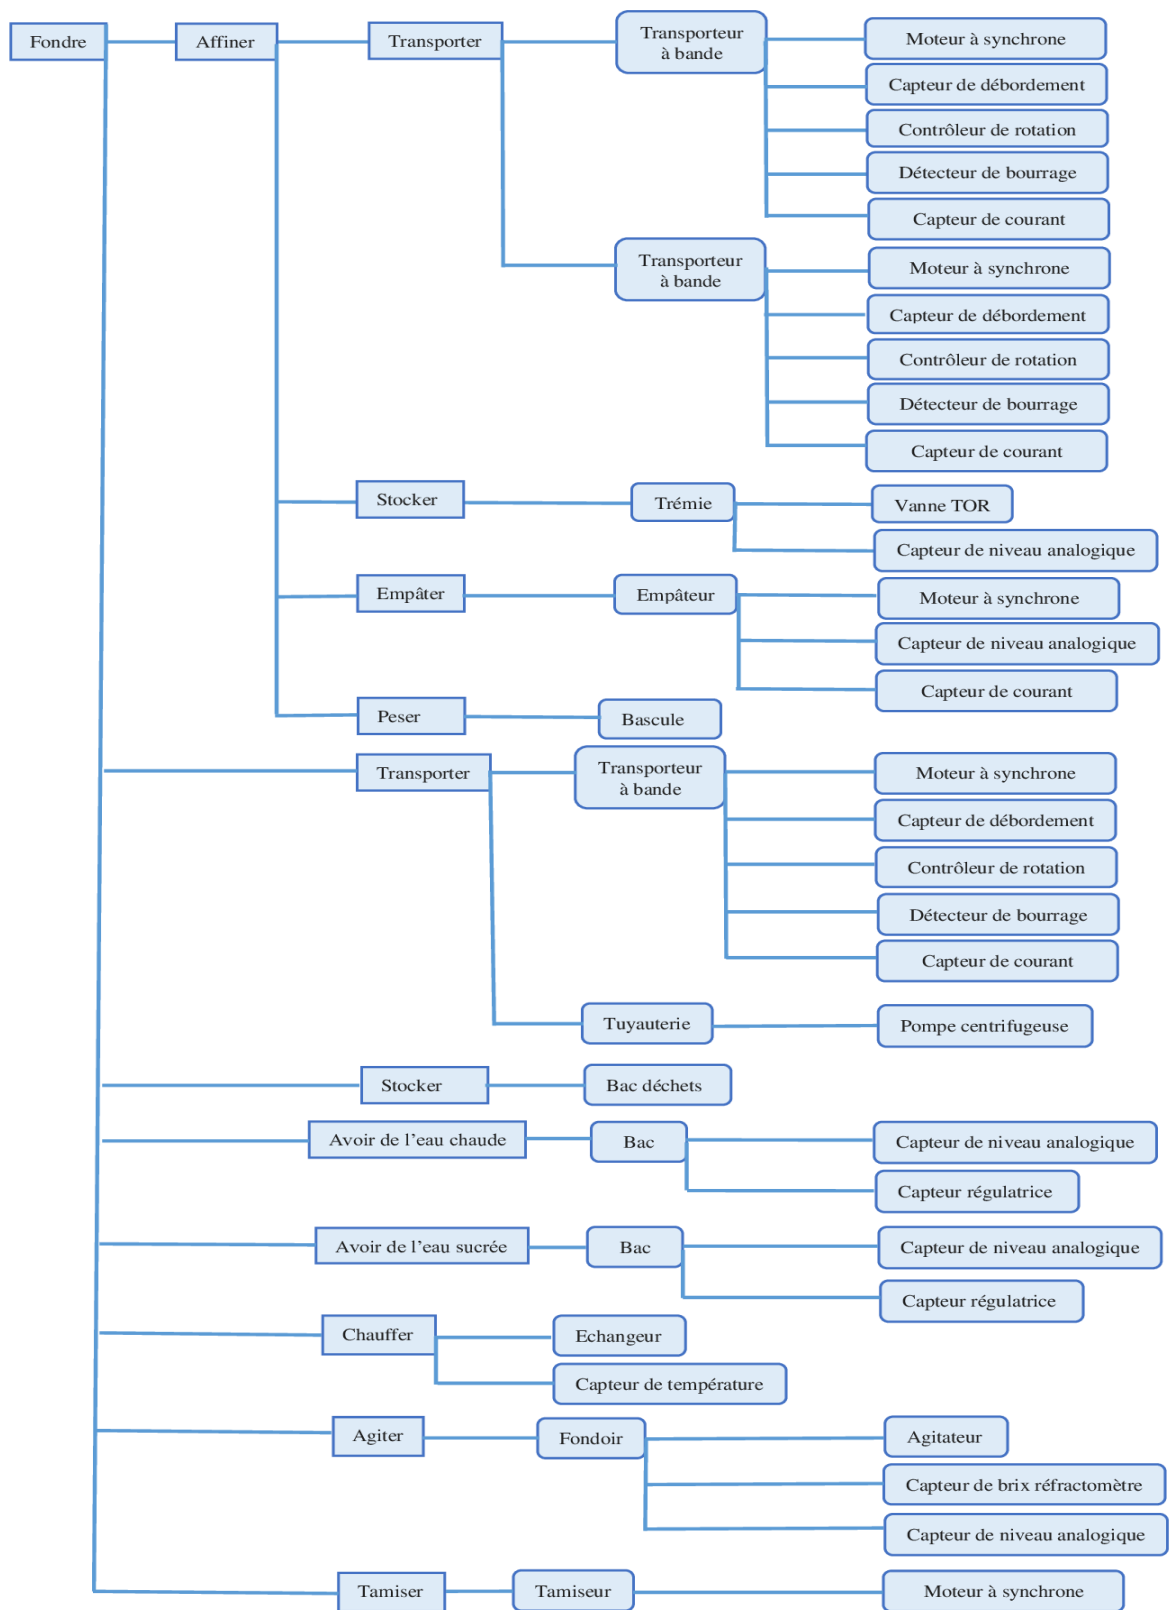 Fondre
Affiner
Transporter
Transporteur
à bande
Moteur à synchrone
Capteur de débordement
Contrôleur de rotation
Détecteur de bourrage
Capteur de courant
Transporteur
à bande
Moteur à synchrone
Capteur de débordement
Contrôleur de rotation
Détecteur de bourrage
Capteur de courant
Stocker
Trémie
Vanne TOR
Capteur de niveau analogique
Empâter
Empâteur
Moteur à synchrone
Capteur de niveau analogique
Capteur de courant
Peser
Bascule
Transporter
Transporteur
à bande
Moteur à synchrone
Capteur de débordement
Contrôleur de rotation
Détecteur de bourrage
Capteur de courant
Tuyauterie
Pompe centrifugeuse
Stocker
Bac déchets
Avoir de l’eau chaude
Bac
Capteur de niveau analogique
Capteur régulatrice
Avoir de l’eau sucrée
Bac
Capteur de niveau analogique
Capteur régulatrice
Chauffer
Echangeur
Capteur de température
Agiter
Fondoir
Agitateur
Capteur de brix réfractomètre
Capteur de niveau analogique
Tamiser
Tamiseur
Moteur à synchrone